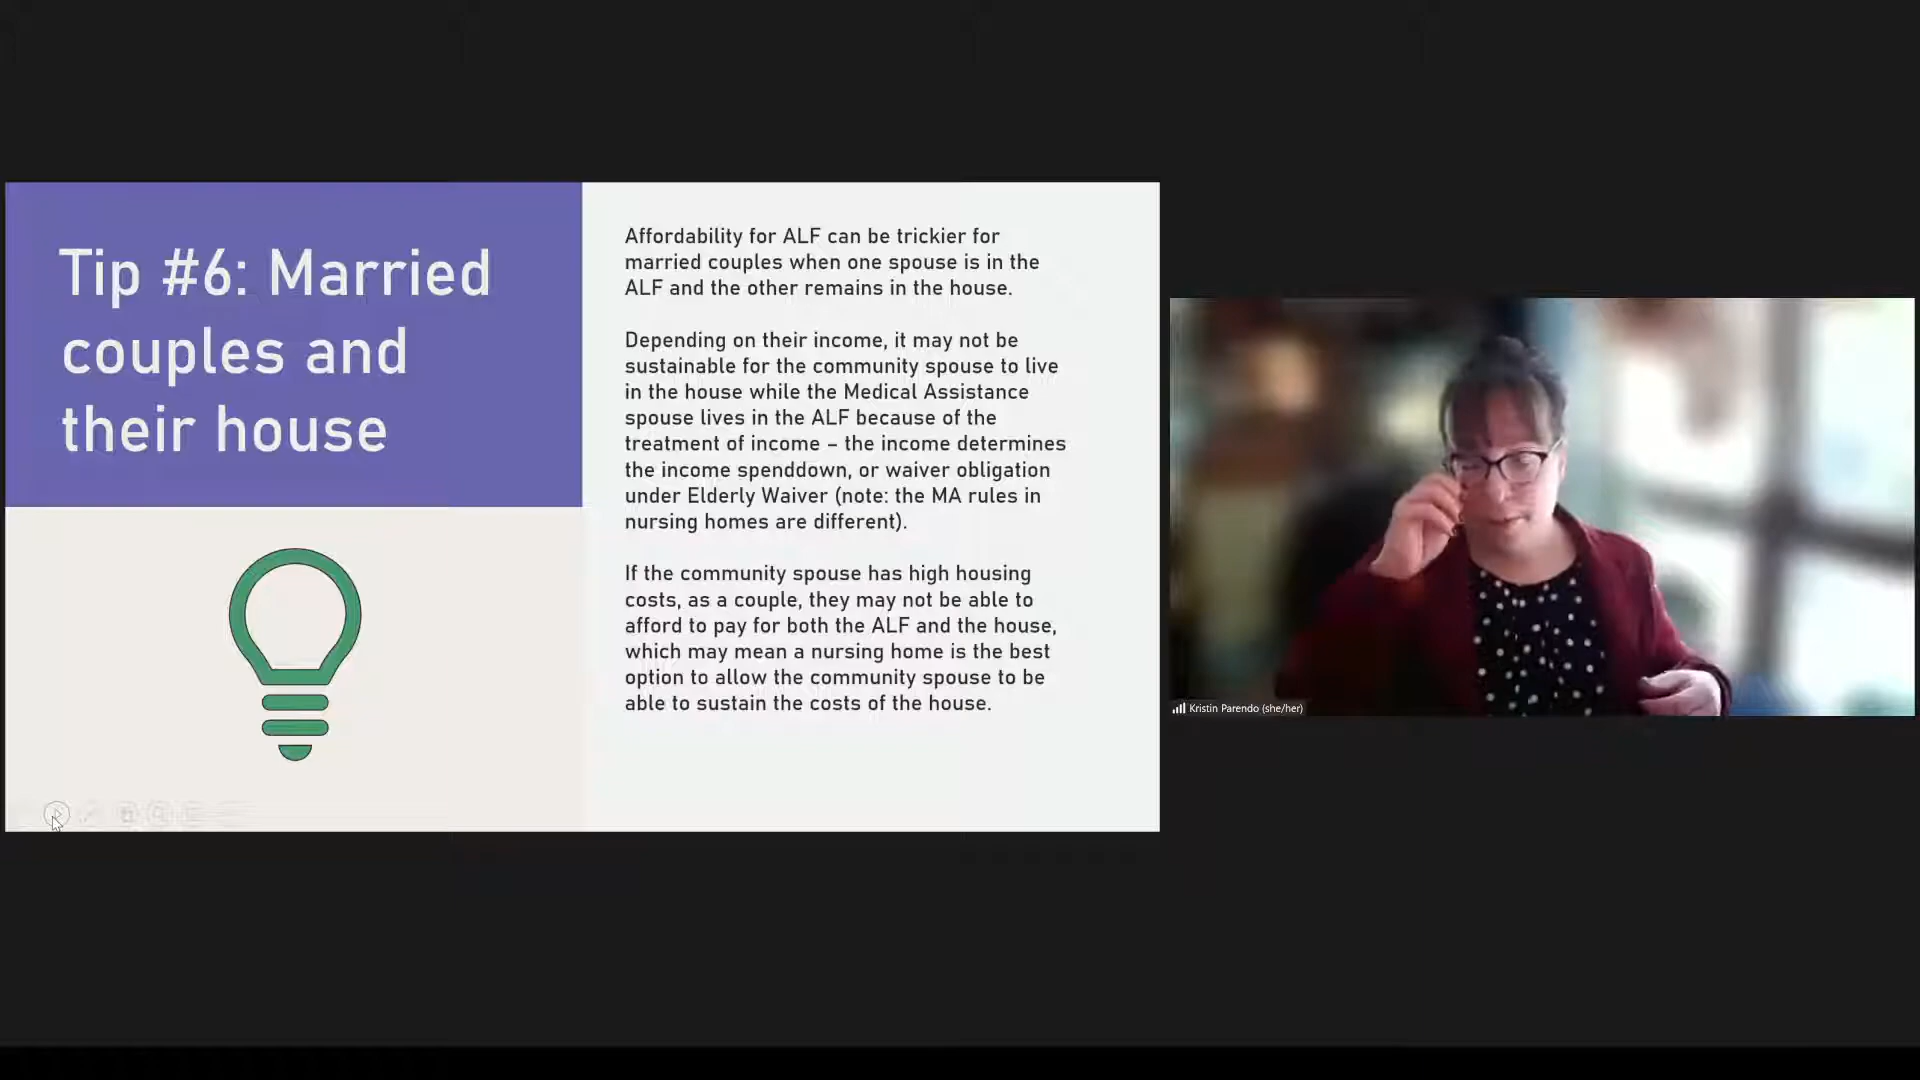 Tip #6: Married
couples and
their house
Affordability for ALF can be trickier for
married couples when one spouse is in the
ALF and the other remains in the house.
Depending on their income, it may not be
sustainable for the community spouse to live
in the house while the Medical Assistance
spouse lives in the ALF because of the
treatment of income – the income determines
the income spenddown, or waiver obligation
under Elderly Waiver (note: the MA rules in
nursing homes are different).
If the community spouse has high housing
costs, as a couple, they may not be able to
afford to pay for both the ALF and the house,
which may mean a nursing home is the best
option to allow the community spouse to be
able to sustain the costs of the house.
Kristin Parendo (she/her)